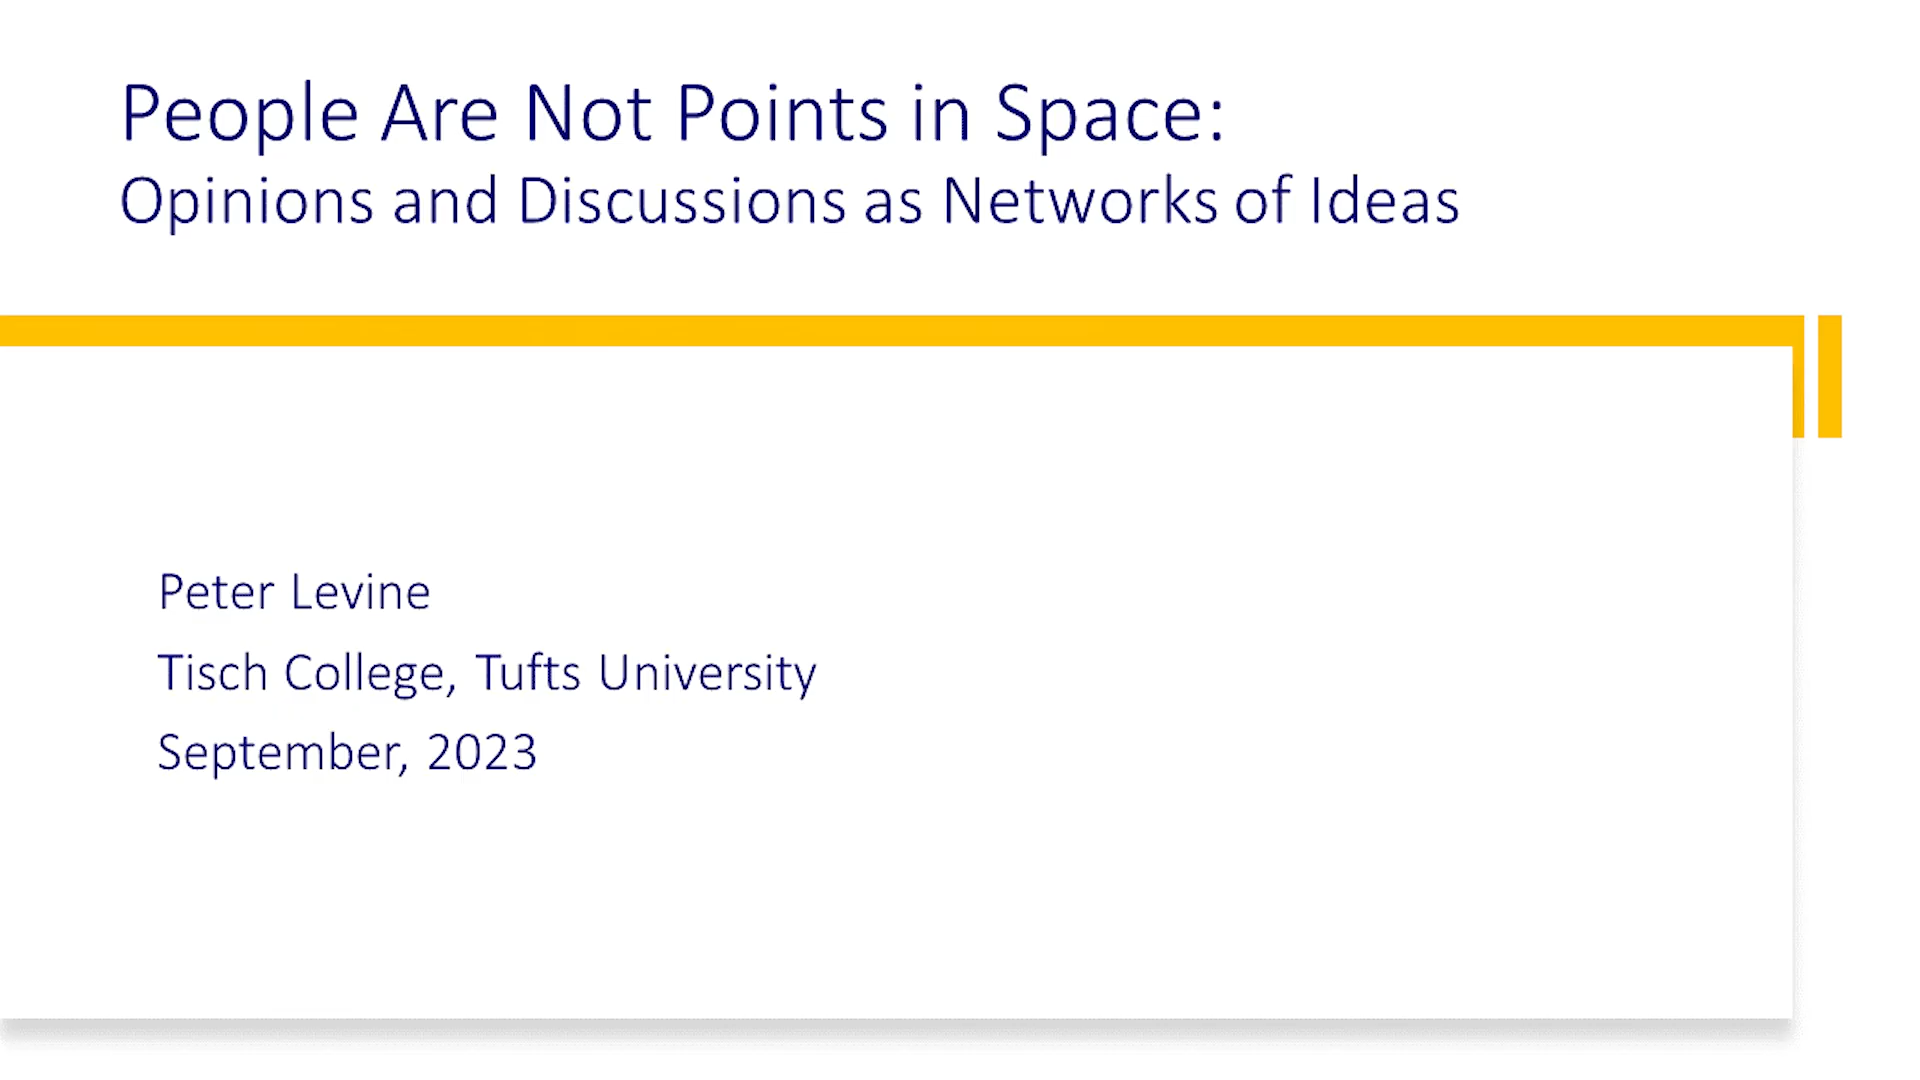 People Are Not Points in Space:
Opinions and Discussions as Networks of Ideas
Peter Levine
Tisch College, Tufts University
September, 2023